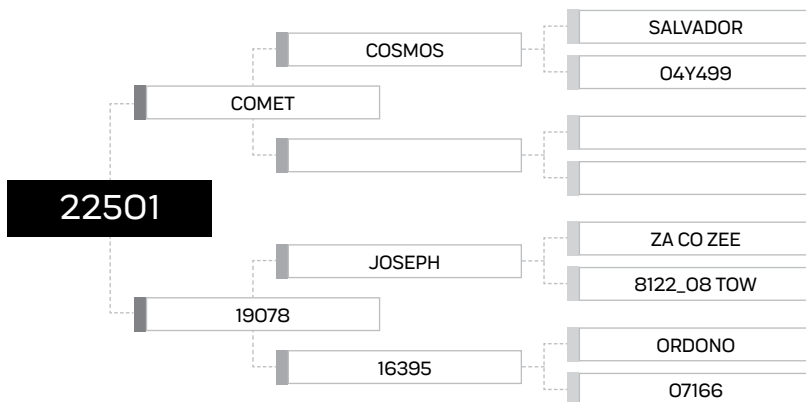 SALVADOR
COSMOS
04Y499
COMET
22501
ZA CO ZEE
JOSEPH
8122_08 TOW
19078
ORDONO
16395
07166